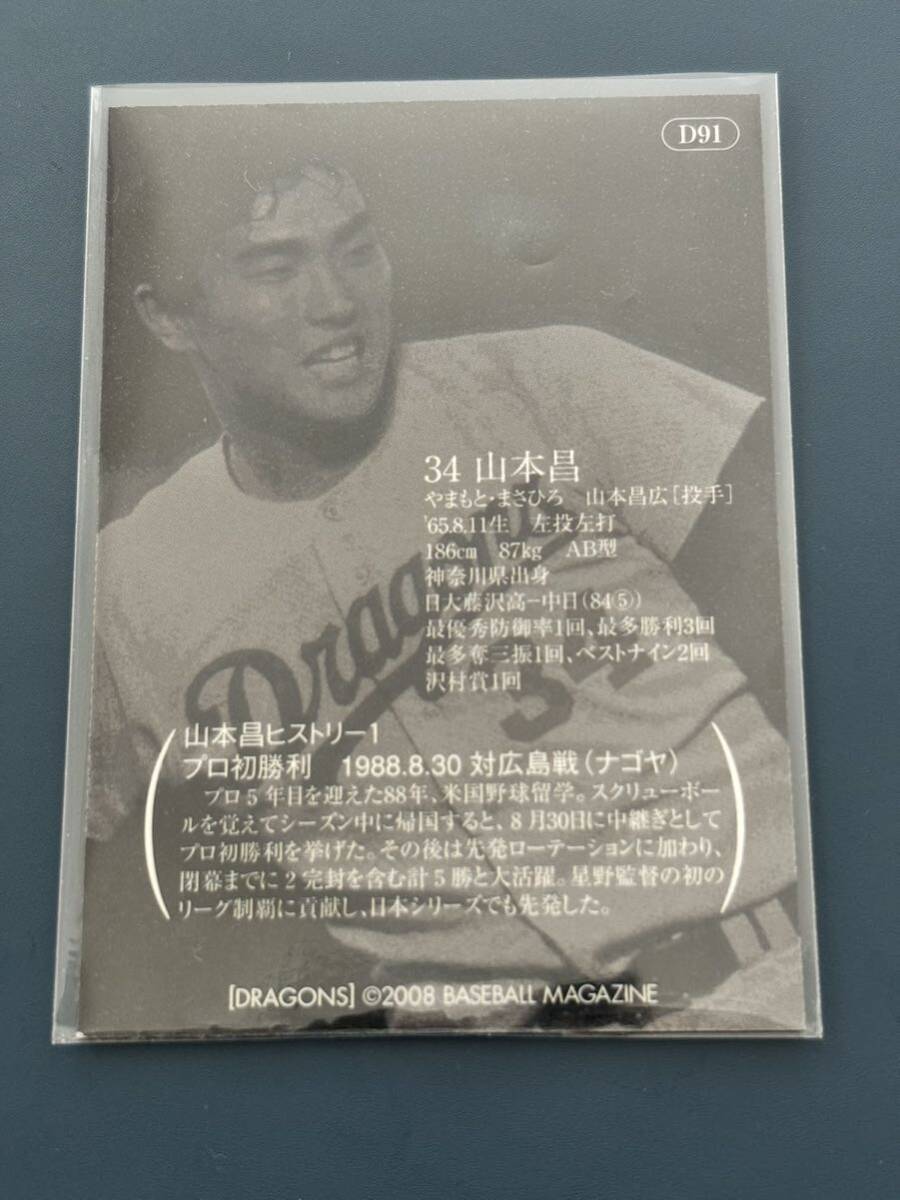 D91
Dragons
34
34 山本昌
やまもと・まさひろ 山本昌広[投手]
'65.8.11生 左投左打
186cm 87kg AB型
神奈川県出身
日大藤沢高－中日(84⑤)
最優秀防御率1回、最多勝利3回
最多奪三振1回、ベストナイン2回
沢村賞1回
山本昌ヒストリー1
プロ初勝利 1988.8.30 対広島戦(ナゴヤ)
プロ5年目を迎えた88年、米国野球留学。スクリューボー
ルを覚えてシーズン中に帰国すると、8月30日に中継ぎとして
プロ初勝利を挙げた。その後は先発ローテーションに加わり、
閉幕までに2完封を含む計5勝と大活躍。星野監督の初の
リーグ制覇に貢献し、日本シリーズでも先発した。
[DRAGONS] ©2008 BASEBALL MAGAZINE